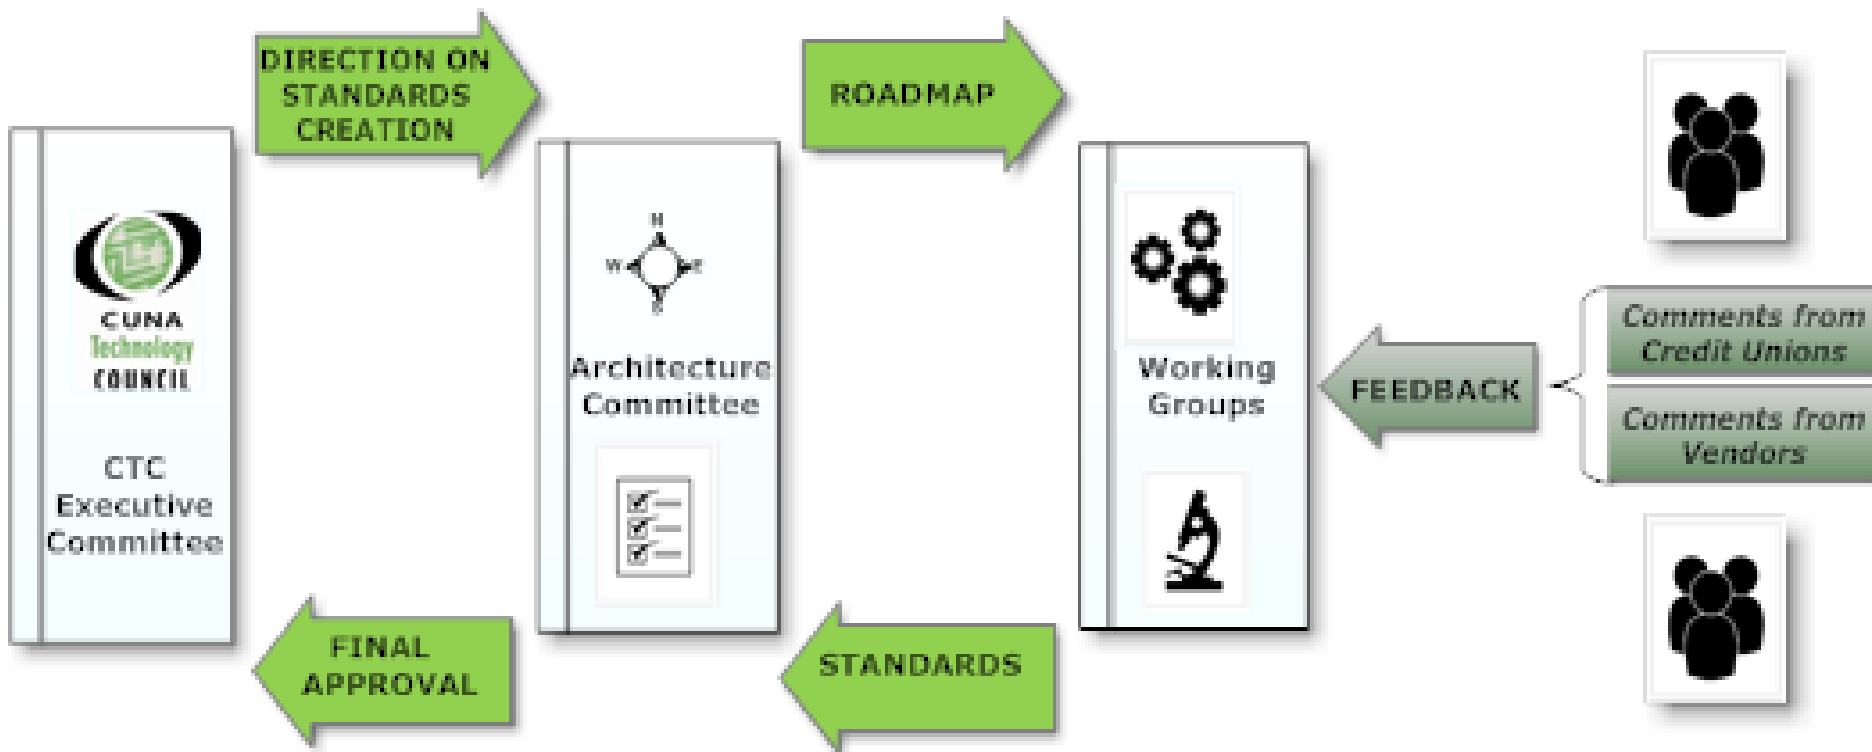 DIRECTION ON
STANDARDS
CREATION
ROADMAP
CUNA
Technology
COUNCIL
CTC
Executive
Committee
N
W
E
S
Architecture
Committee
Working
Groups
FEEDBACK
Comments from
Credit Unions
Comments from
Vendors
FINAL
APPROVAL
STANDARDS